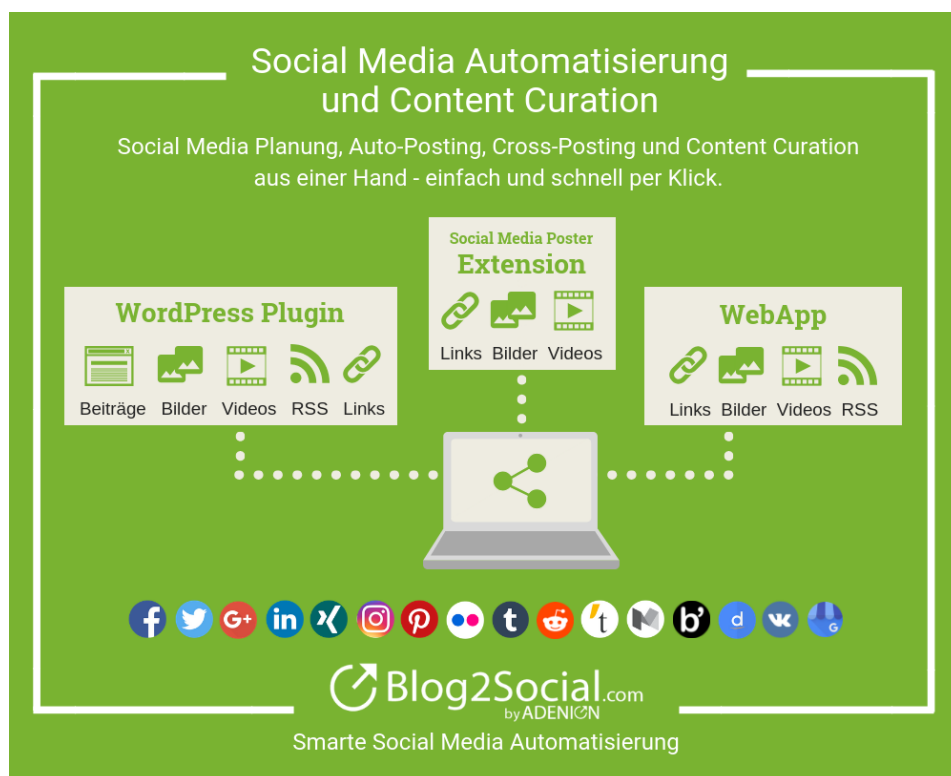 Social Media Automatisierung
und Content Curation
Social Media Planung, Auto-Posting, Cross-Posting und Content Curation
aus einer Hand - einfach und schnell per Klick.
Social Media Poster
Extension
Links Bilder Videos
WordPress Plugin
Beiträge Bilder Videos RSS Links
WebApp
Links Bilder Videos RSS
f G+ in P t t M b' d VK G
Blog2Social.com
by ADENION
Smarte Social Media Automatisierung